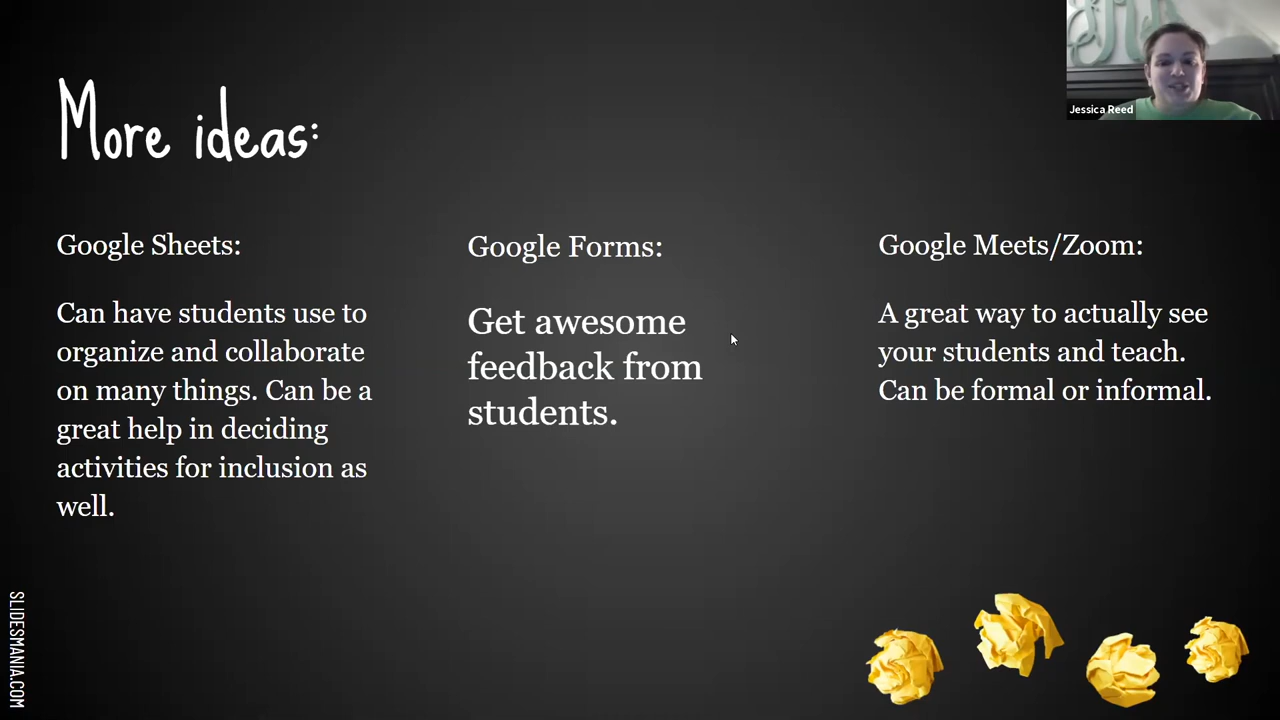 More ideas:
Jessica Reed
Google Sheets:
Can have students use to
organize and collaborate
on many things. Can be a
great help in deciding
activities for inclusion as
well.
Google Forms:
Get awesome
feedback from
students.
Google Meets/Zoom:
A great way to actually see
your students and teach.
Can be formal or informal.
SLIDESMANIA.COM